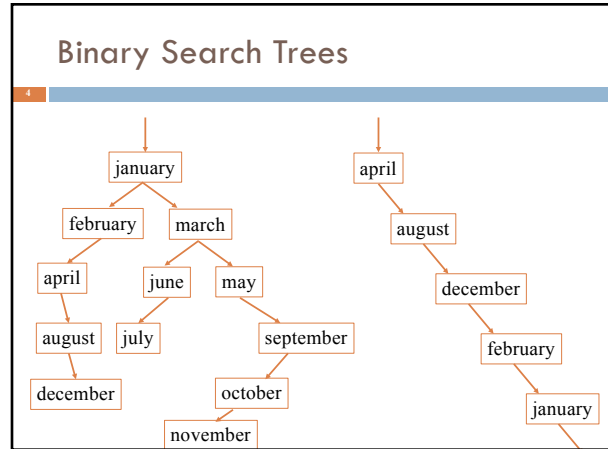 Binary Search Trees
4
january
april
february
march
august
april
june
may
december
august
july
september
february
december
october
january
november